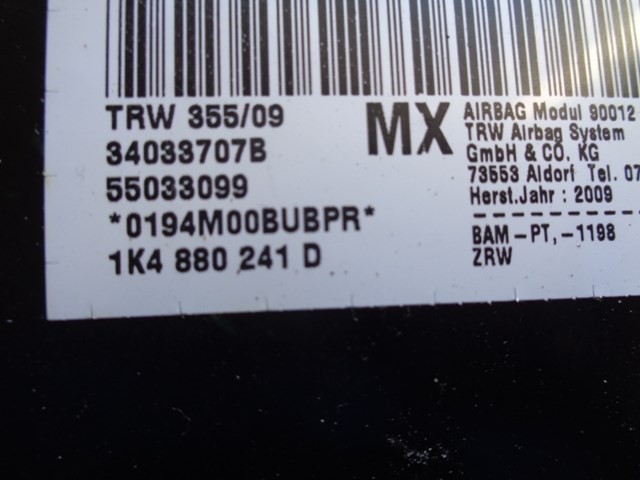 TRW 355/09
34033707B
55033099
*0194M00BUBPR*
1K4 880 241 D
MX
AIRBAG Modul 90012
TRW Airbag System
GmbH & CO. KG
73553 Aldorf Tel. 07
Herst.Jahr : 2009
BAM-PT,-1198
ZRW